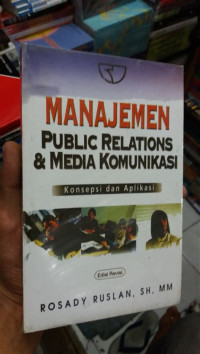 MANAJEMEN
PUBLIC RELATIONS
& MEDIA KOMUNIKASI
Konsepsi dan Aplikasi
Edisi Revisi
ROSADY RUSLAN, SH, MM